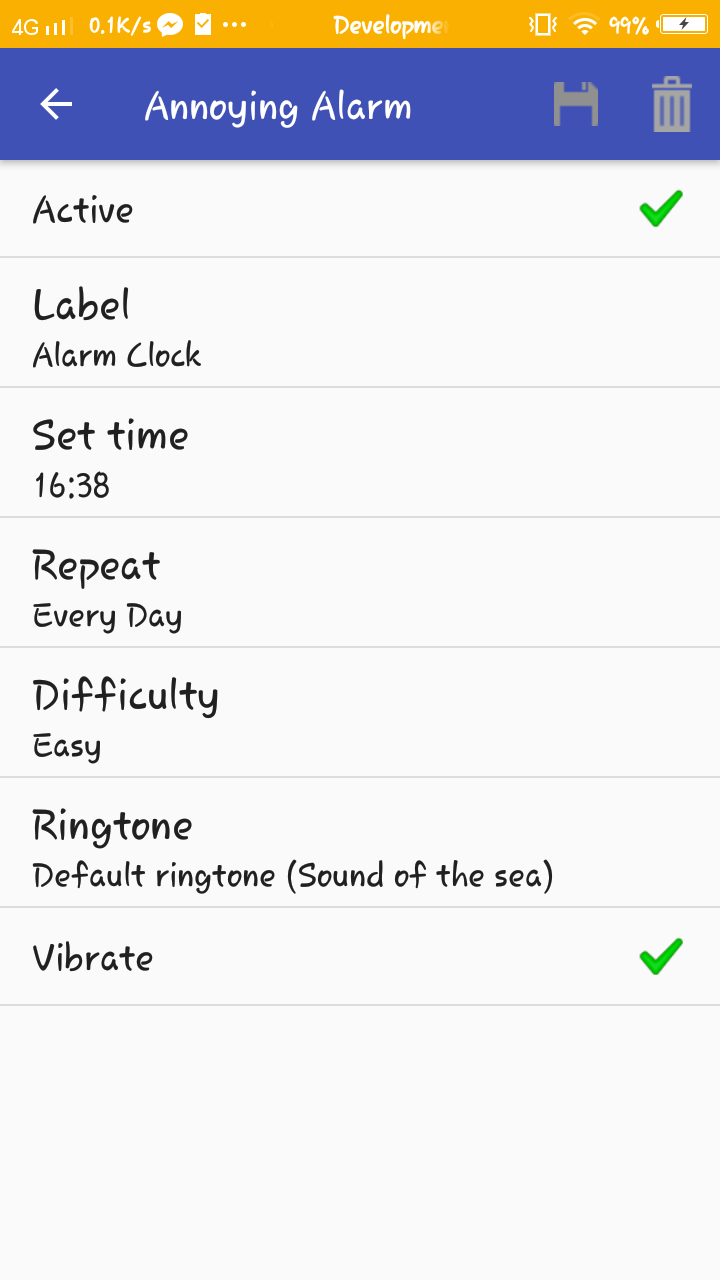 4G 0.1K/s ... Developme 99%
Annoying Alarm
Active
Label
Alarm Clock
Set time
16:38
Repeat
Every Day
Difficulty
Easy
Ringtone
Default ringtone (Sound of the sea)
Vibrate